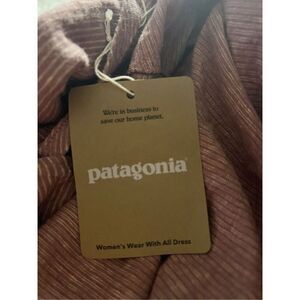 We're in business to
save our home planet.
patagonia
Women's Wear With All Dress